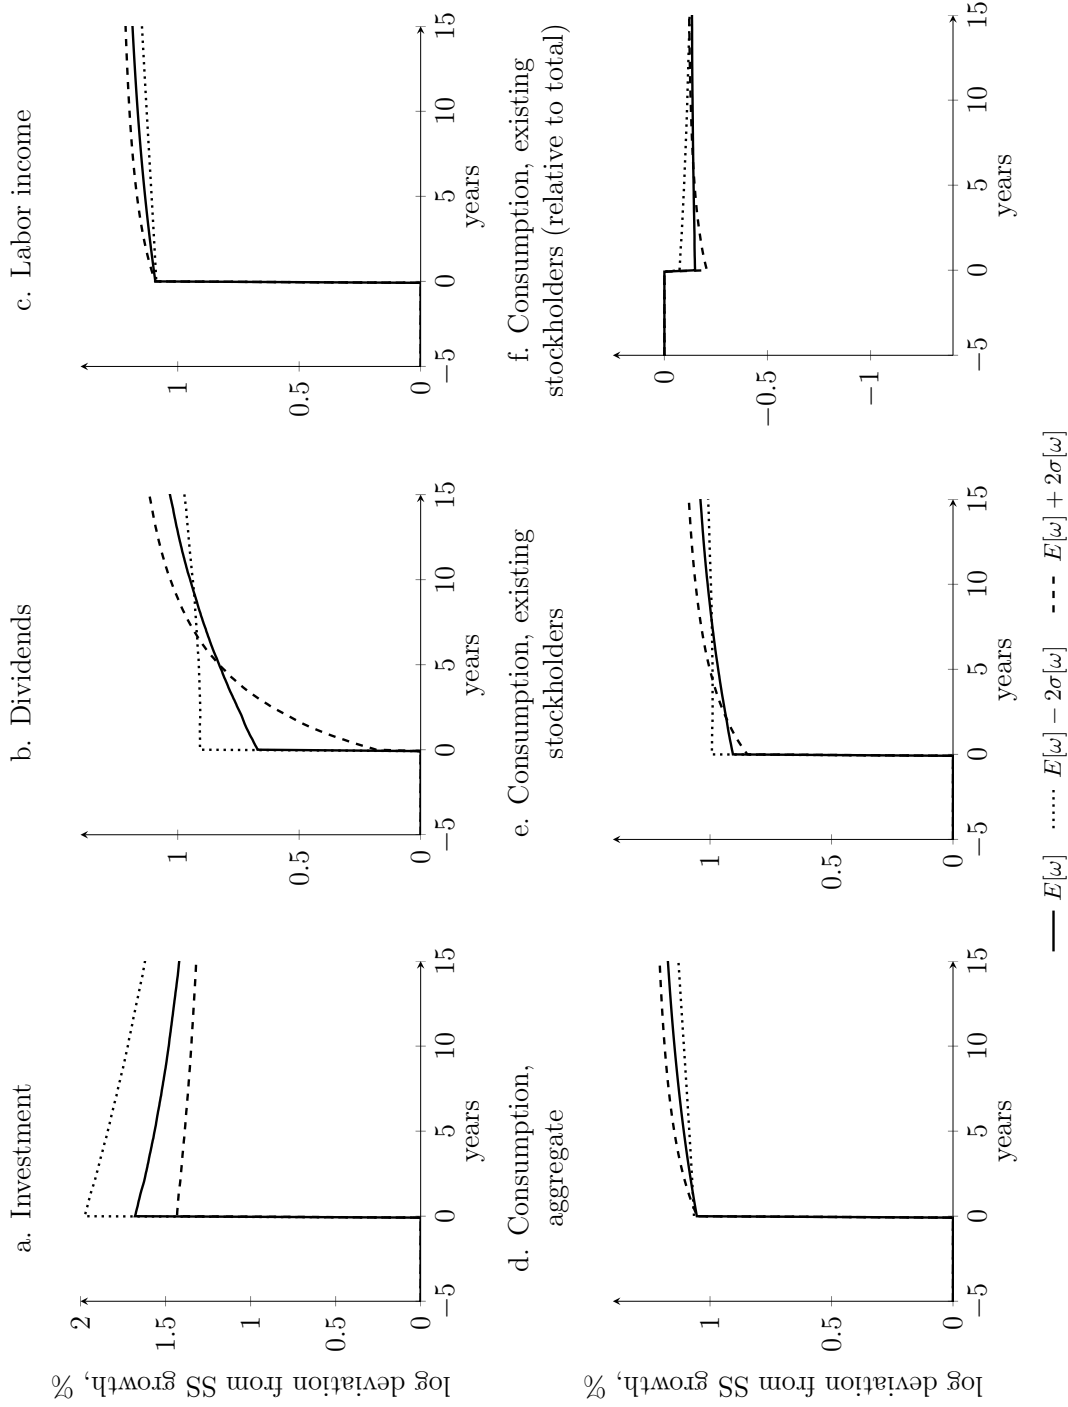 a. Investment
2
1.5
1
0.5
0
−5 0 5 10 15
years
log deviation from SS growth, %
b. Dividends
1
0.5
0
−5 0 5 10 15
years
c. Labor income
1
0.5
0
−5 0 5 10 15
years
d. Consumption,
aggregate
1
0.5
0
−5 0 5 10 15
years
log deviation from SS growth, %
e. Consumption, existing
stockholders
1
0.5
0
−5 0 5 10 15
years
f. Consumption, existing
stockholders (relative to total)
0
−0.5
−1
−5 0 5 10 15
years
E[ω] E[ω] − 2σ[ω] E[ω] + 2σ[ω]